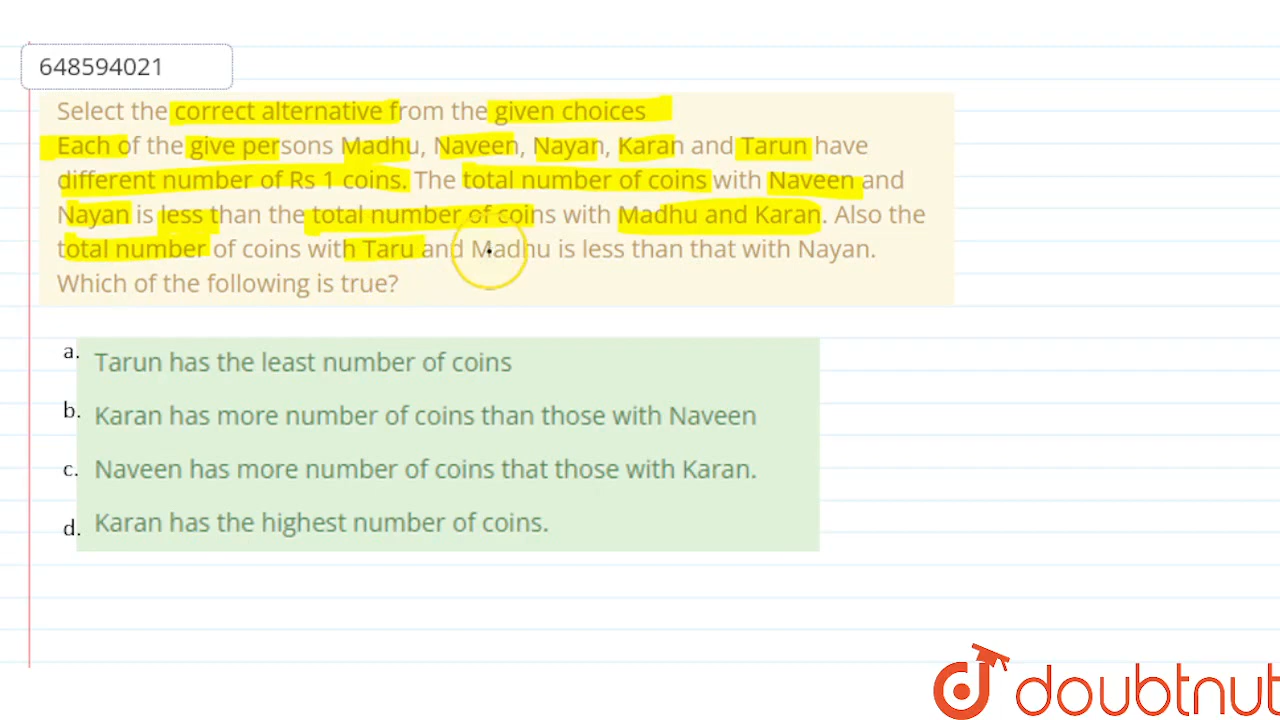 648594021
Select the correct alternative from the given choices
Each of the give persons Madhu, Naveen, Nayan, Karan and Tarun have
different number of Rs 1 coins. The total number of coins with Naveen and
Nayan is less than the total number of coins with Madhu and Karan. Also the
total number of coins with Taru and Madhu is less than that with Nayan.
Which of the following is true?
a. Tarun has the least number of coins
b. Karan has more number of coins than those with Naveen
c. Naveen has more number of coins that those with Karan.
d. Karan has the highest number of coins.
doubtnut